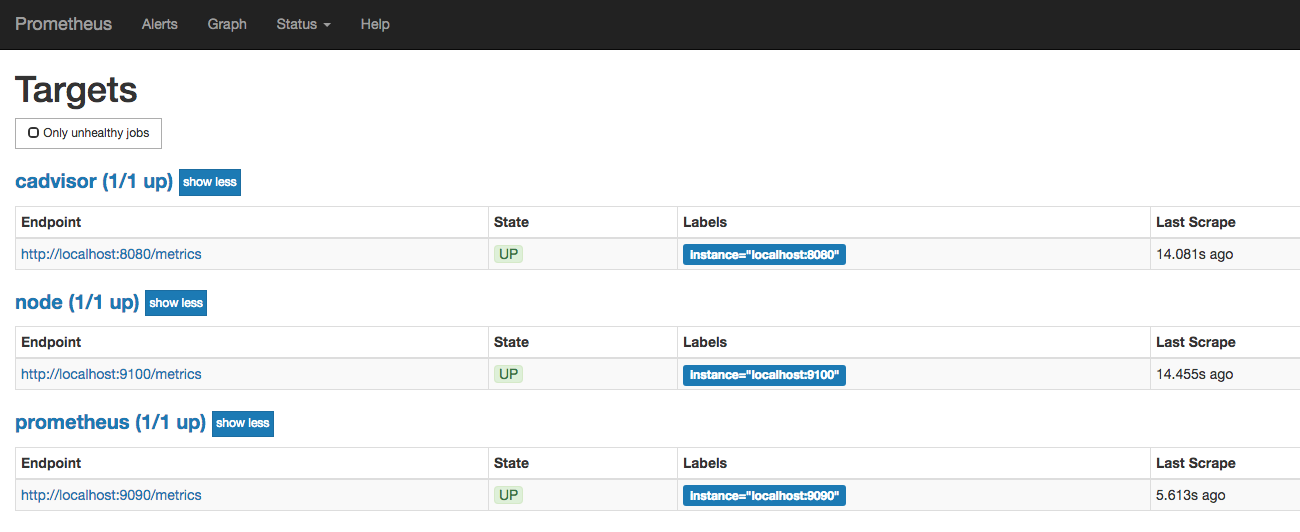 Prometheus Alerts Graph Status Help
Targets
Only unhealthy jobs
cadvisor (1/1 up) show less
Endpoint State Labels Last Scrape
http://localhost:8080/metrics UP instance="localhost:8080" 14.081s ago
node (1/1 up) show less
Endpoint State Labels Last Scrape
http://localhost:9100/metrics UP instance="localhost:9100" 14.455s ago
prometheus (1/1 up) show less
Endpoint State Labels Last Scrape
http://localhost:9090/metrics UP instance="localhost:9090" 5.613s ago